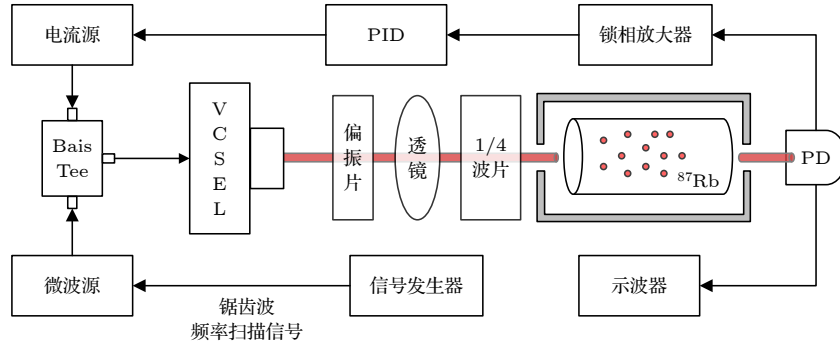 电流源
PID
锁相放大器
Bais
Tee
V
C
S
E
L
偏
振
片
透
镜
1/4
波片
⁸⁷Rb
PD
微波源
信号发生器
示波器
锯齿波
频率扫描信号